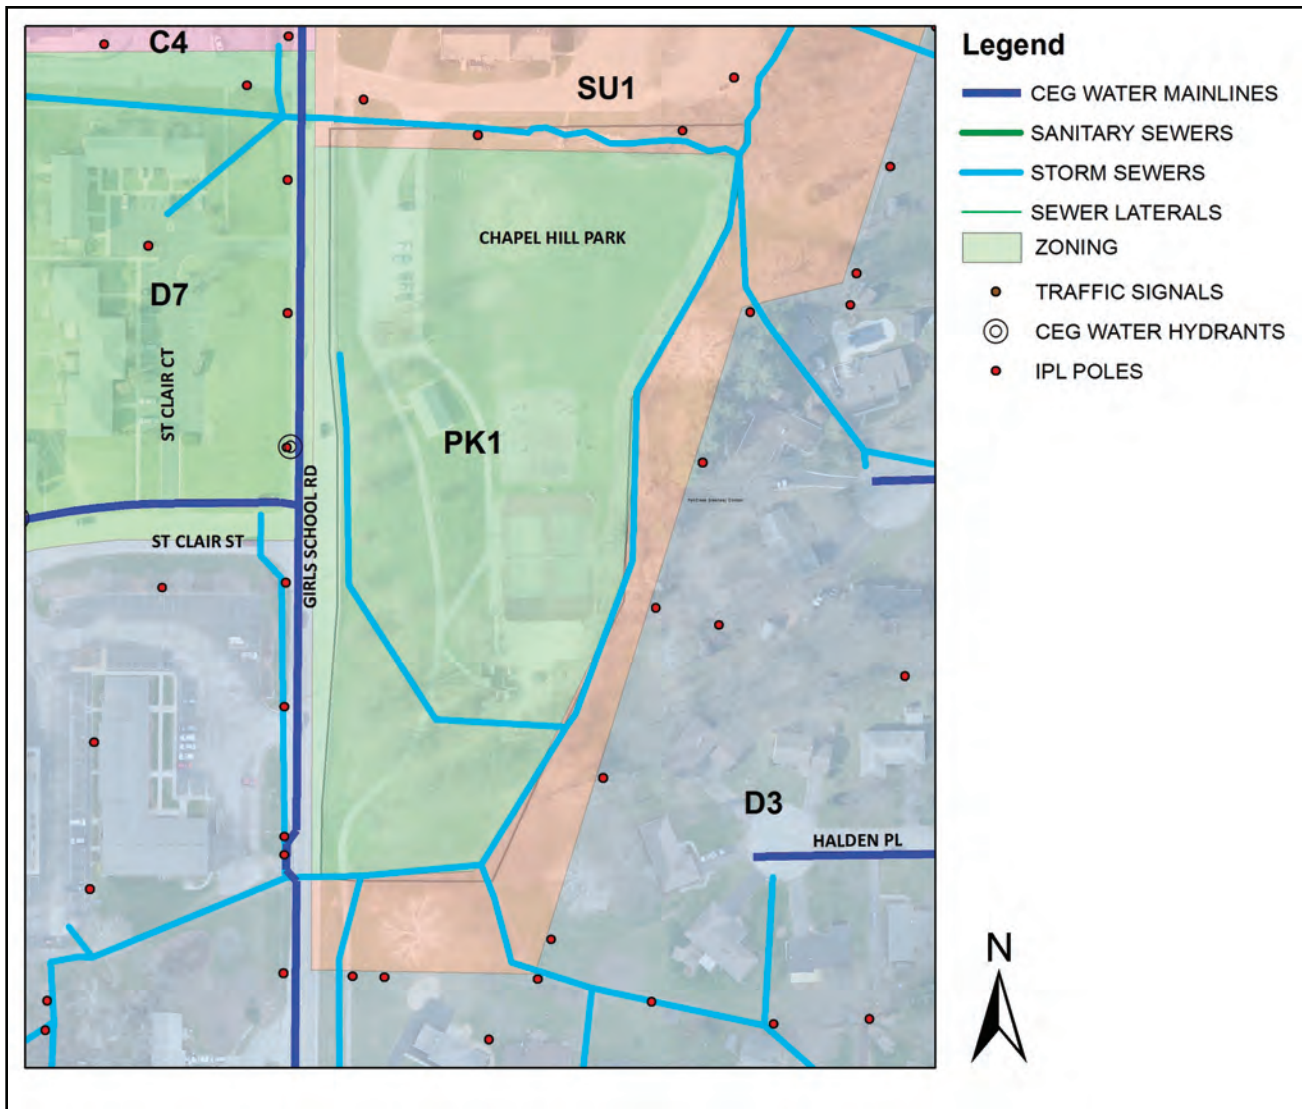 C4
SU1
CHAPEL HILL PARK
D7
ST CLAIR CT
PK1
GIRLS SCHOOL RD
ST CLAIR ST
D3
HALDEN PL
Legend
CEG WATER MAINLINES
SANITARY SEWERS
STORM SEWERS
SEWER LATERALS
ZONING
TRAFFIC SIGNALS
CEG WATER HYDRANTS
IPL POLES
N